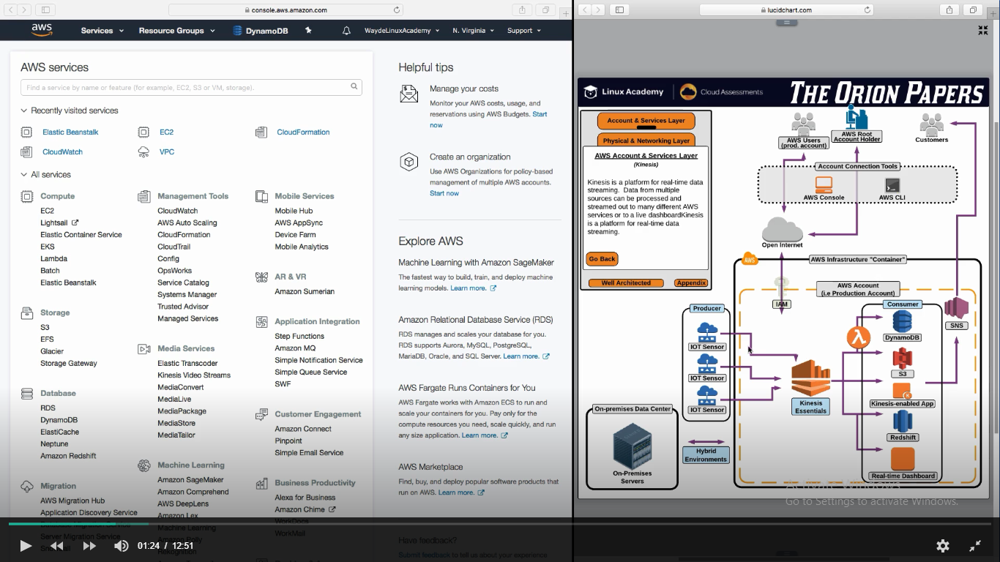 console.aws.amazon.com
aws
Services
Resource Groups
DynamoDB
WaydeLinuxAcademy
N. Virginia
Support
AWS services
Find a service by name or feature (for example, EC2, S3 or VM, storage).
Recently visited services
Elastic Beanstalk
EC2
CloudFormation
CloudWatch
VPC
All services
Compute
EC2
Lightsail
Elastic Container Service
EKS
Lambda
Batch
Elastic Beanstalk
Storage
S3
EFS
Glacier
Storage Gateway
Database
RDS
DynamoDB
ElastiCache
Neptune
Amazon Redshift
Migration
AWS Migration Hub
Application Discovery Service
Database Migration Service
Server Migration Service
Management Tools
CloudWatch
AWS Auto Scaling
CloudFormation
CloudTrail
Config
OpsWorks
Service Catalog
Systems Manager
Trusted Advisor
Managed Services
Media Services
Elastic Transcoder
Kinesis Video Streams
MediaConvert
MediaLive
MediaPackage
MediaStore
MediaTailor
Machine Learning
Amazon SageMaker
Amazon Comprehend
AWS DeepLens
Amazon Lex
Machine Learning
Amazon Polly
Rekognition
Mobile Services
Mobile Hub
AWS AppSync
Device Farm
Mobile Analytics
AR & VR
Amazon Sumerian
Application Integration
Step Functions
Amazon MQ
Simple Notification Service
Simple Queue Service
SWF
Customer Engagement
Amazon Connect
Pinpoint
Simple Email Service
Business Productivity
Alexa for Business
Amazon Chime
WorkDocs
WorkMail
Helpful tips
Manage your costs
Monitor your AWS costs, usage, and
reservations using AWS Budgets. Start
now
Create an organization
Use AWS Organizations for policy-based
management of multiple AWS accounts.
Start now
Explore AWS
Machine Learning with Amazon SageMaker
The fastest way to build, train, and deploy machine
learning models. Learn more.
Amazon Relational Database Service (RDS)
RDS manages and scales your database for you.
RDS supports Aurora, MySQL, PostgreSQL,
MariaDB, Oracle, and SQL Server. Learn more.
AWS Fargate Runs Containers for You
AWS Fargate works with Amazon ECS to run and
scale your containers for you. Pay only for the
compute resources you need, scale quickly, and run
any size application. Learn more.
AWS Marketplace
Find, buy, and deploy popular software products that
run on AWS. Learn more.
Have feedback?
Submit feedback to tell us about your experience
01:24 / 12:51
lucidchart.com
Linux Academy
Cloud Assessments
THE ORION PAPERS
Account & Services Layer
Physical & Networking Layer
AWS Account & Services Layer
(Kinesis)
Kinesis is a platform for real-time data
streaming. Data from multiple
sources can be processed and
streamed out to many different AWS
services or to a live dashboardKinesis
is a platform for real-time data
streaming.
Go Back
Well Architected
Appendix
AWS Users
(prod. account)
AWS Root
Account Holder
Customers
Account Connection Tools
AWS Console
AWS CLI
Open Internet
AWS
AWS Infrastructure "Container"
AWS Account
(i.e Production Account)
IAM
Producer
IOT Sensor
IOT Sensor
IOT Sensor
Kinesis
Essentials
Consumer
DynamoDB
S3
Kinesis-enabled App
Redshift
Real-time Dashboard
SNS
On-premises Data Center
On-Premises
Servers
Hybrid
Environments
Activate Windows
Go to Settings to activate Windows.